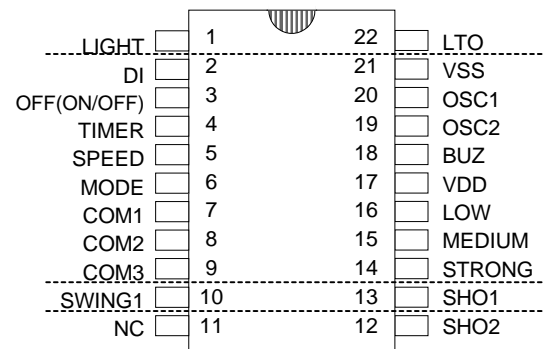 LIGHT 1 22 LTO
DI 2 21 VSS
OFF(ON/OFF) 3 20 OSC1
TIMER 4 19 OSC2
SPEED 5 18 BUZ
MODE 6 17 VDD
COM1 7 16 LOW
COM2 8 15 MEDIUM
COM3 9 14 STRONG
SWING1 10 13 SHO1
NC 11 12 SHO2